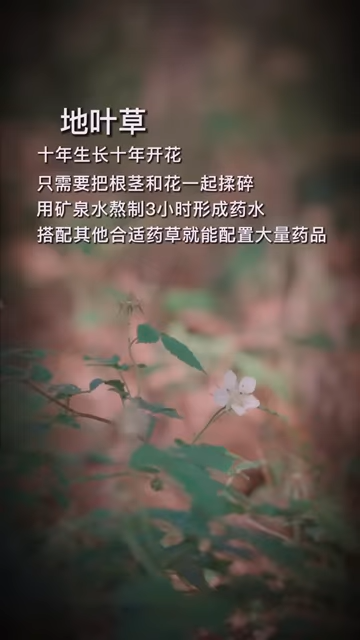 地叶草
十年生长十年开花
只需要把根茎和花一起揉碎
用矿泉水熬制3小时形成药水
搭配其他合适药草就能配置大量药品